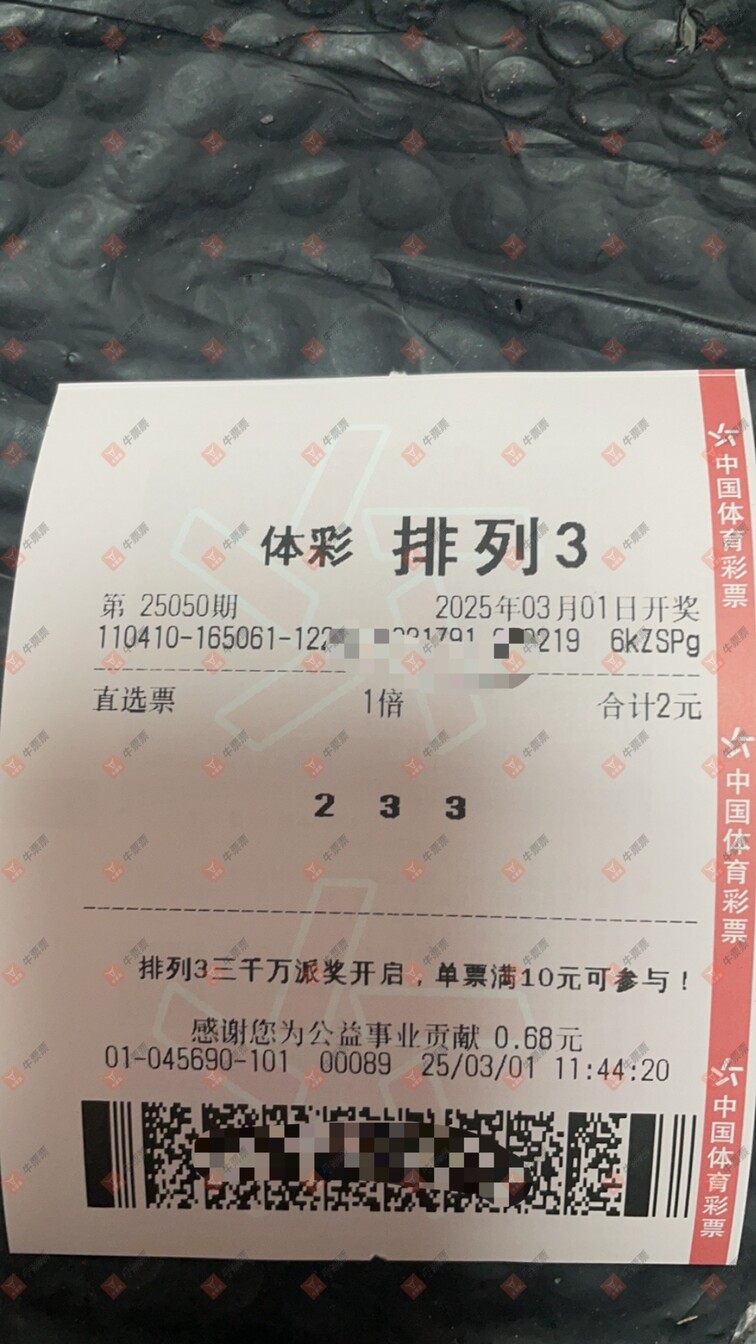 体彩 排列3
第 25050期 2025年03月01日开奖
110410-165061-122 221791 219 6kZSPg
直选票 1倍 合计2元
2 3 3
排列3三千万派奖开启，单票满10元可参与！
感谢您为公益事业贡献 0.68元
01-045690-101 00089 25/03/01 11:44:20
中国体育彩票
中国体育彩票
中国体育彩票
牛票票